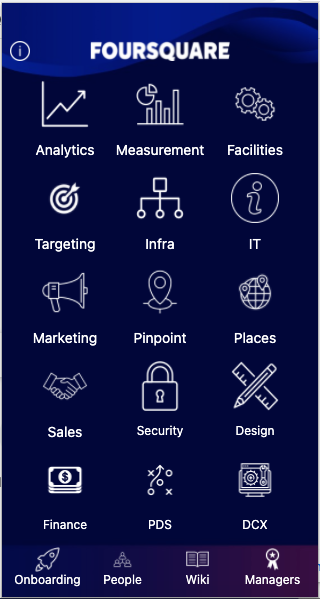 FOURSQUARE
Analytics Measurement Facilities
Targeting Infra IT
Marketing Pinpoint Places
Sales Security Design
Finance PDS DCX
Onboarding People Wiki Managers